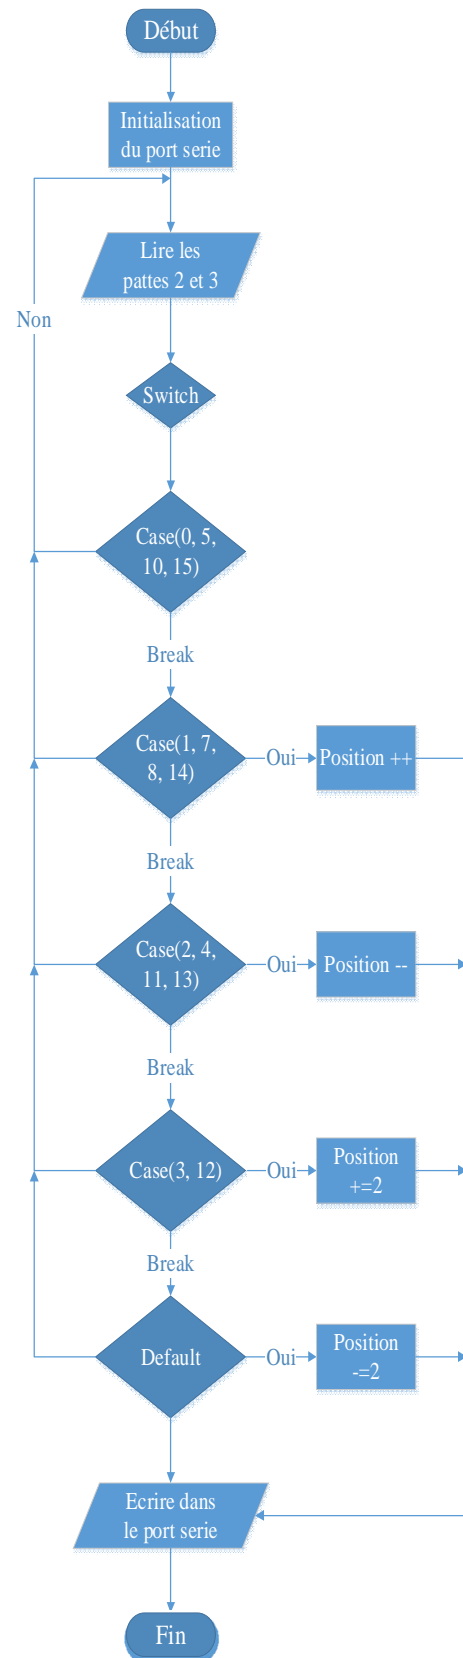 Début
Initialisation
du port serie
Lire les
pattes 2 et 3
Non
Switch
Case(0, 5,
10, 15)
Break
Case(1, 7,
8, 14)
Oui
Position ++
Break
Case(2, 4,
11, 13)
Oui
Position --
Break
Case(3, 12)
Oui
Position
+=2
Break
Default
Oui
Position
-=2
Ecrire dans
le port serie
Fin